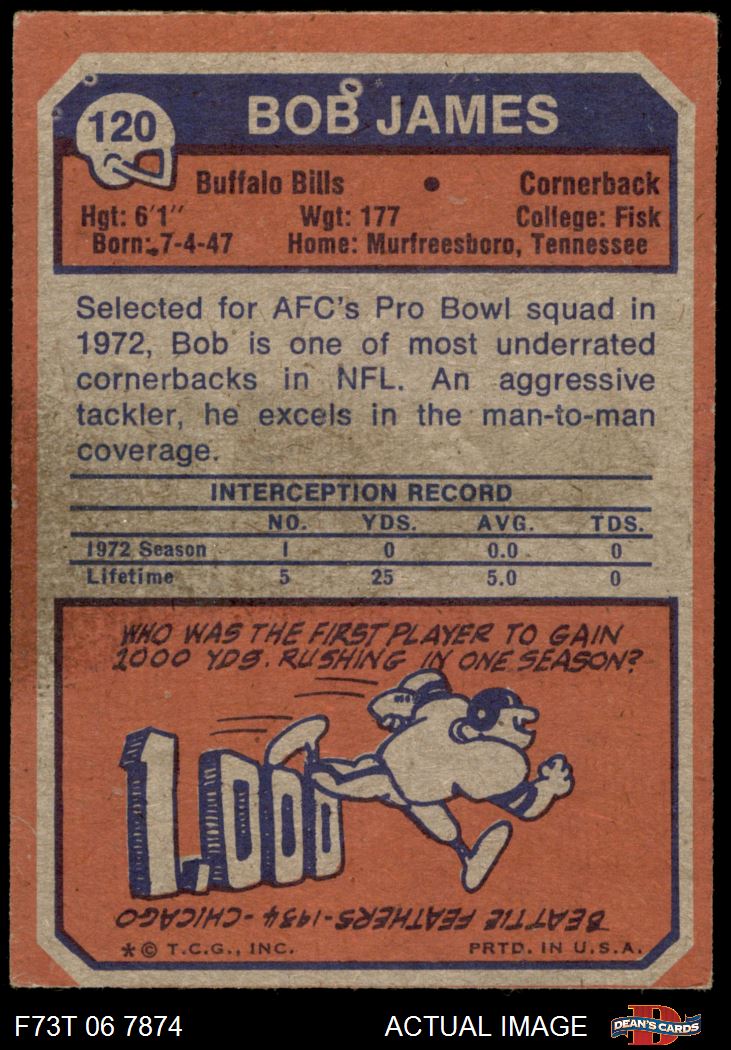 120
BOB JAMES
Buffalo Bills • Cornerback
Hgt: 6'1" Wgt: 177 College: Fisk
Born: 7-4-47 Home: Murfreesboro, Tennessee
Selected for AFC's Pro Bowl squad in
1972, Bob is one of most underrated
cornerbacks in NFL. An aggressive
tackler, he excels in the man-to-man
coverage.
INTERCEPTION RECORD
NO. YDS. AVG. TDS.
1972 Season 1 0 0.0 0
Lifetime 5 25 5.0 0
WHO WAS THE FIRST PLAYER TO GAIN
1000 YDS. RUSHING IN ONE SEASON?
1,000
BEATTIE FEATHERS-1934-CHICAGO
* © T.C.G., INC. PRTD. IN U.S.A.
F73T 06 7874 ACTUAL IMAGE D DEAN'S CARDS